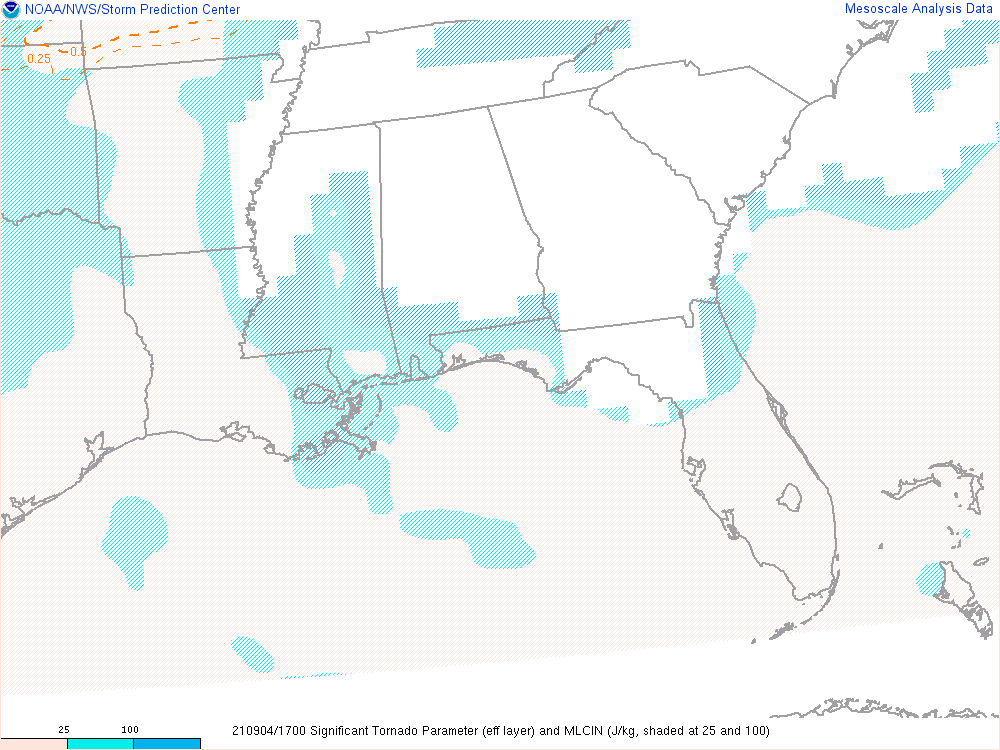 NOAA/NWS/Storm Prediction Center
Mesoscale Analysis Data
0.5
0.25
25
100
210904/1700 Significant Tornado Parameter (eff layer) and MLCIN (J/kg, shaded at 25 and 100)